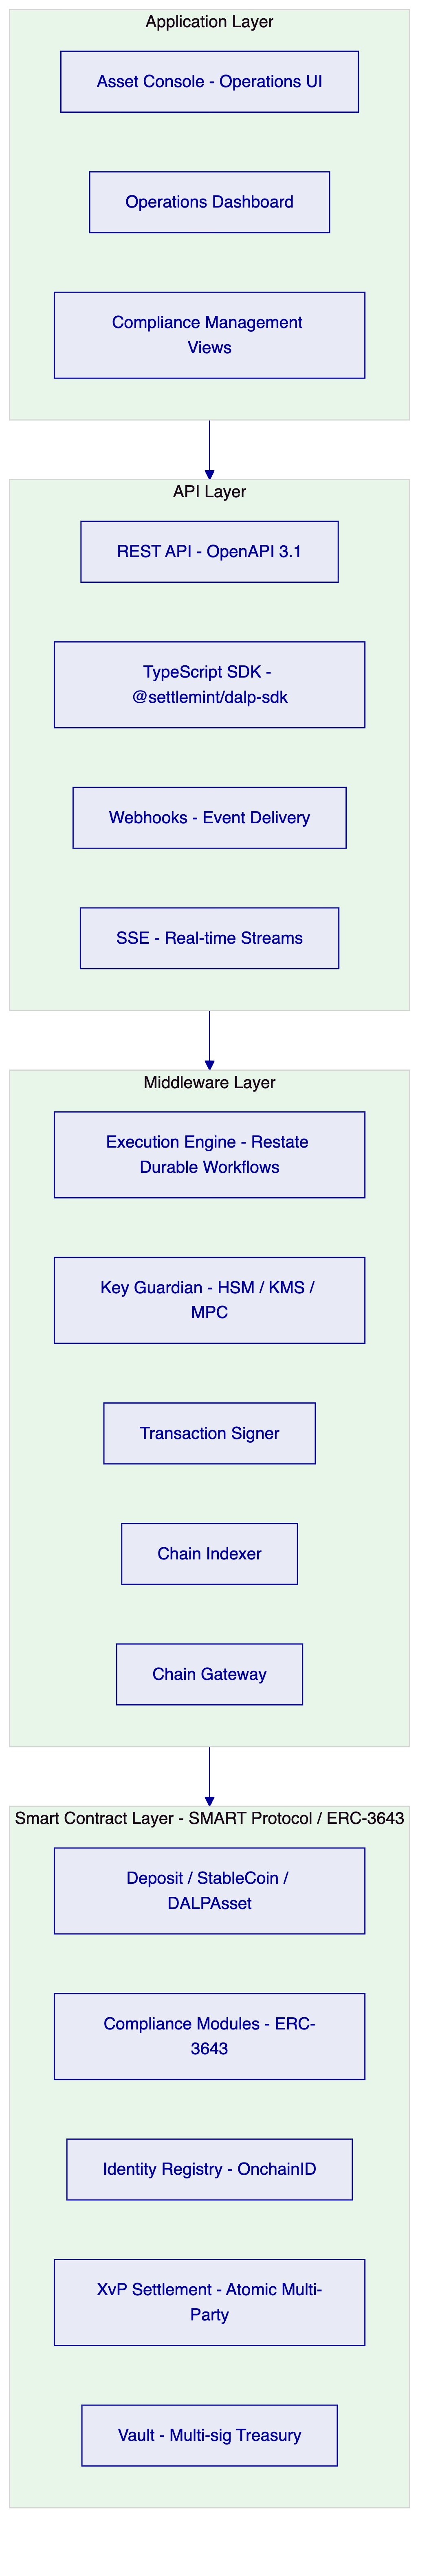 Application Layer
Asset Console - Operations UI
Operations Dashboard
Compliance Management
Views
API Layer
REST API - OpenAPI 3.1
TypeScript SDK -
@settlemint/dalp-sdk
Webhooks - Event Delivery
SSE - Real-time Streams
Middleware Layer
Execution Engine - Restate
Durable Workflows
Key Guardian - HSM / KMS /
MPC
Transaction Signer
Chain Indexer
Chain Gateway
Smart Contract Layer - SMART Protocol / ERC-3643
Deposit / StableCoin /
DALPAsset
Compliance Modules - ERC-
3643
Identity Registry - OnchainID
XvP Settlement - Atomic Multi-
Party
Vault - Multi-sig Treasury